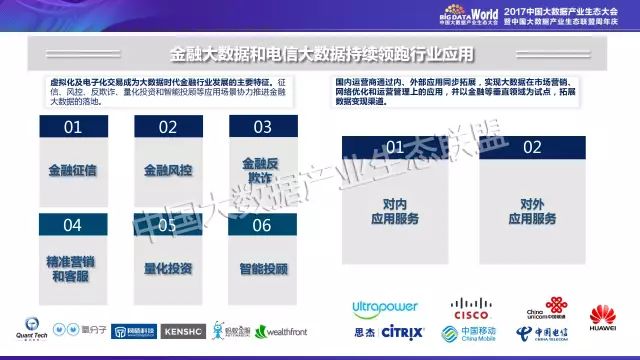 BIG DATA World
中国大数据产业生态大会
2017中国大数据产业生态大会
暨中国大数据产业生态联盟周年庆
金融大数据和电信大数据持续领跑行业应用
虚拟化及电子化交易成为大数据时代金融行业发展的主要特征。征
信、风控、反欺诈、量化投资和智能投顾等应用场景协力推进金融
大数据的落地。
国内运营商通过内、外部应用同步拓展，实现大数据在市场营销、
网络优化和运营管理上的应用，并以金融等垂直领域为试点，拓展
数据变现渠道。
01
金融征信
02
金融风控
03
金融反
欺诈
04
精准营销
和客服
05
量化投资
06
智能投顾
01
对内
应用服务
02
对外
应用服务
中国大数据产业生态联盟
Quant Tech
氪分子
网信科技
KENSHC
蚂蚁金服
wealthfront
ultrapower
CISCO
China
unicom中国联通
HUAWEI
思杰 CITRIX
中国移动
China Mobile
中国电信
CHINA TELECOM